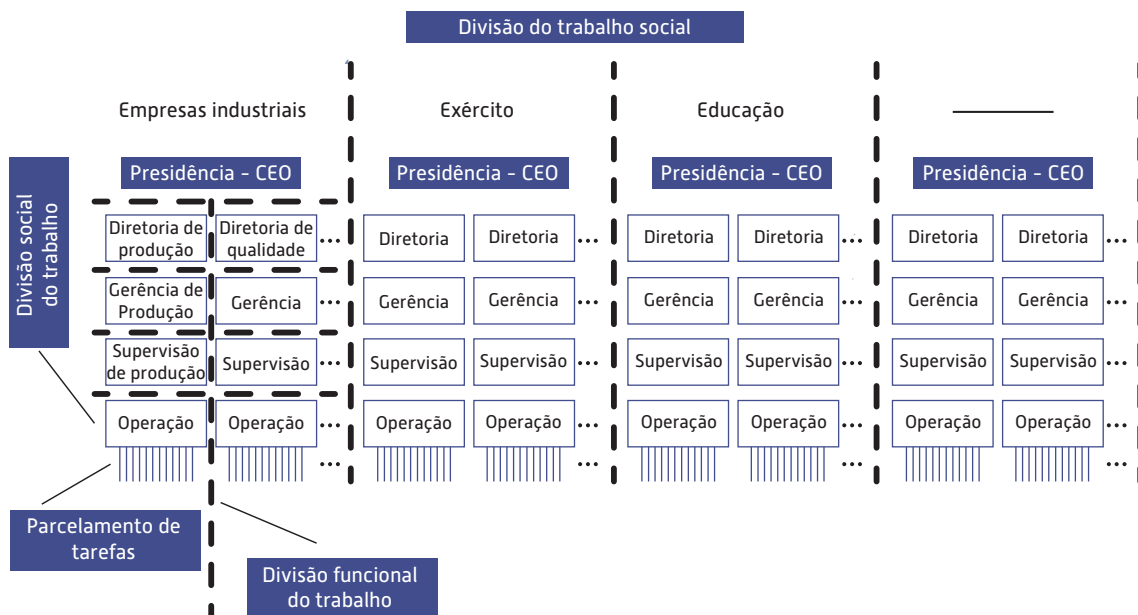 Divisão do trabalho social
Empresas industriais
Exército
Educação
Presidência - CEO
Presidência - CEO
Presidência - CEO
Presidência - CEO
Divisão social
do trabalho
Diretoria de
produção
Diretoria de
qualidade
...
Diretoria
Diretoria
...
Diretoria
Diretoria
...
Diretoria
Diretoria
...
Gerência de
Produção
Gerência
...
Gerência
Gerência
...
Gerência
Gerência
...
Gerência
Gerência
...
Supervisão
de produção
Supervisão
...
Supervisão
Supervisão
...
Supervisão
Supervisão
...
Supervisão
Supervisão
...
Operação
Operação
...
Operação
Operação
...
Operação
Operação
...
Operação
Operação
...
...
...
...
...
Parcelamento de
tarefas
Divisão funcional
do trabalho